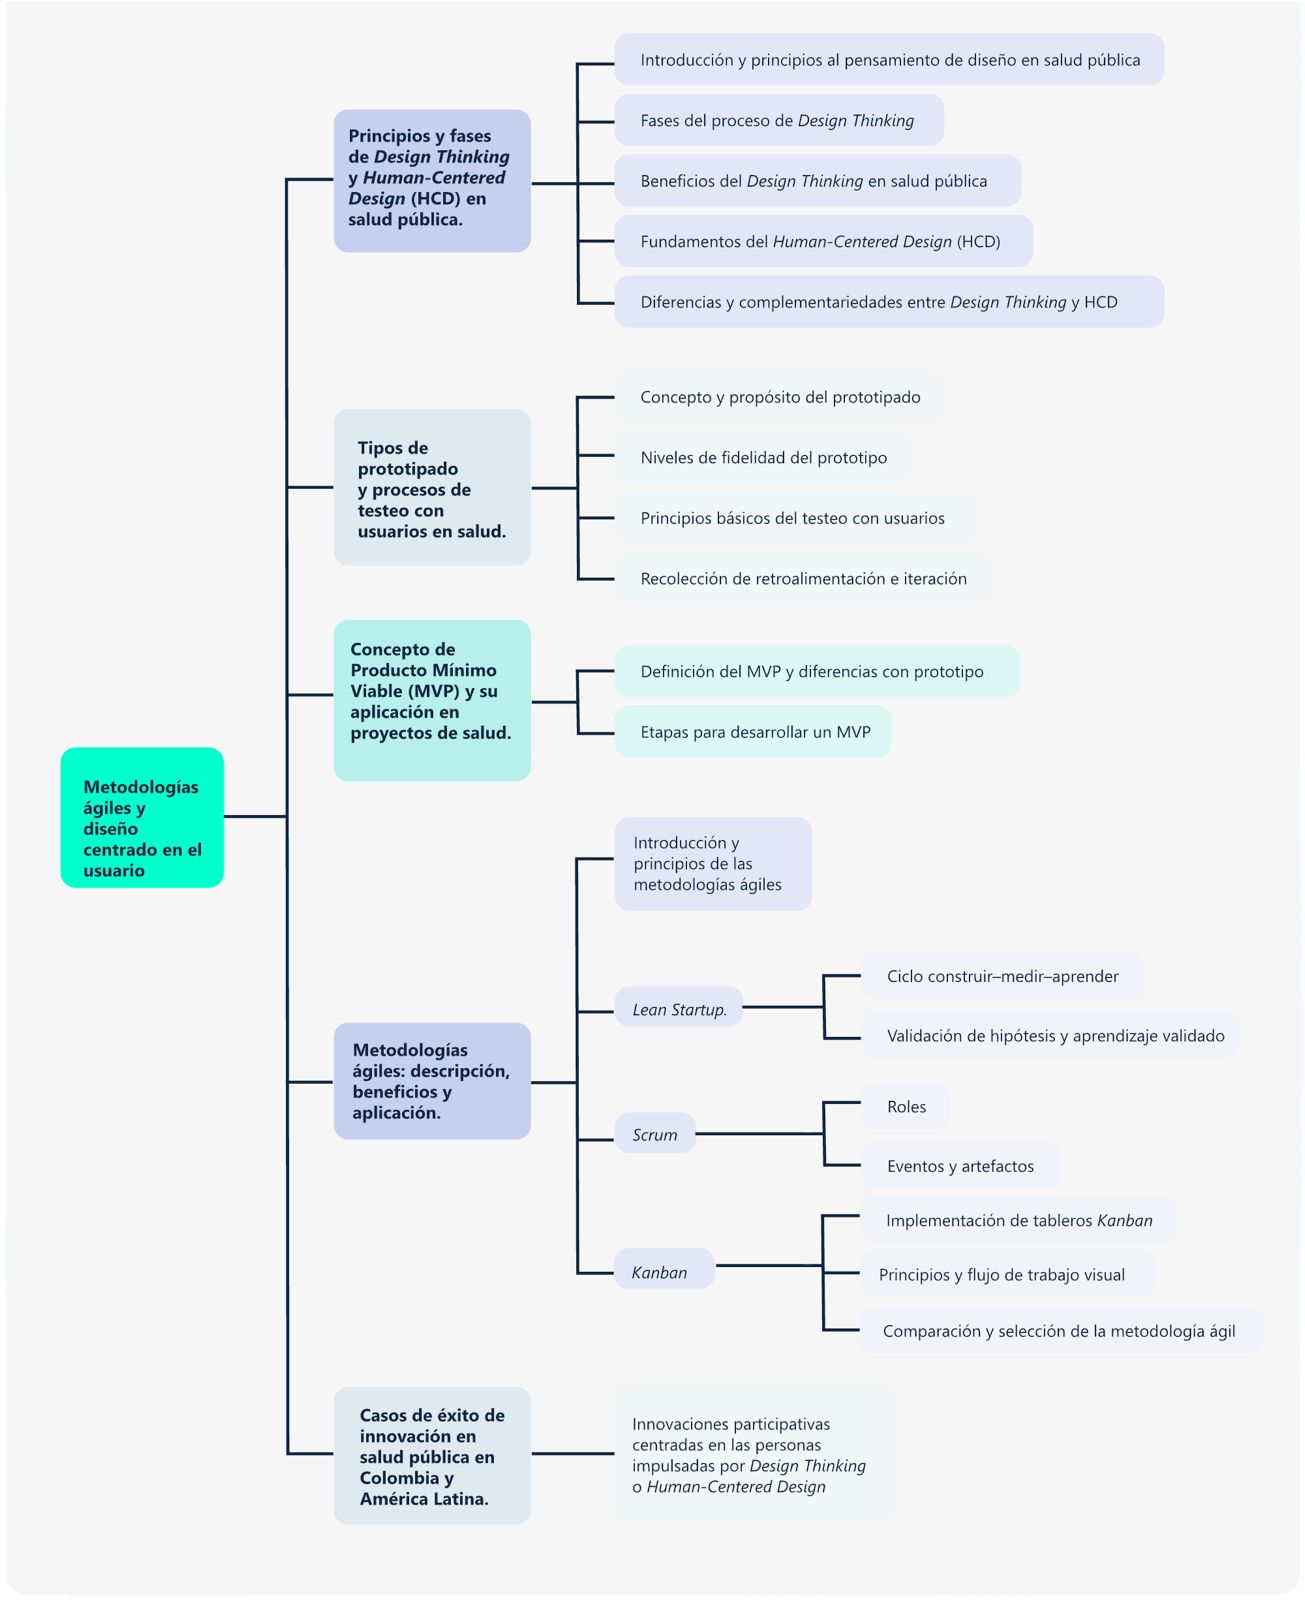 Introducción y principios al pensamiento de diseño en salud pública
Fases del proceso de Design Thinking
Beneficios del Design Thinking en salud pública
Fundamentos del Human-Centered Design (HCD)
Diferencias y complementariedades entre Design Thinking y HCD
Principios y fases
de Design Thinking
y Human-Centered
Design (HCD) en
salud pública.
Concepto y propósito del prototipado
Niveles de fidelidad del prototipo
Principios básicos del testeo con usuarios
Recolección de retroalimentación e iteración
Tipos de
prototipado
y procesos de
testeo con
usuarios en salud.
Concepto de
Producto Mínimo
Viable (MVP) y su
aplicación en
proyectos de salud.
Definición del MVP y diferencias con prototipo
Etapas para desarrollar un MVP
Metodologías
ágiles y
diseño
centrado en el
usuario
Introducción y
principios de las
metodologías ágiles
Metodologías
ágiles: descripción,
beneficios y
aplicación.
Lean Startup.
Ciclo construir–medir–aprender
Validación de hipótesis y aprendizaje validado
Scrum
Roles
Eventos y artefactos
Kanban
Implementación de tableros Kanban
Principios y flujo de trabajo visual
Comparación y selección de la metodología ágil
Casos de éxito de
innovación en
salud pública en
Colombia y
América Latina.
Innovaciones participativas
centradas en las personas
impulsadas por Design Thinking
o Human-Centered Design